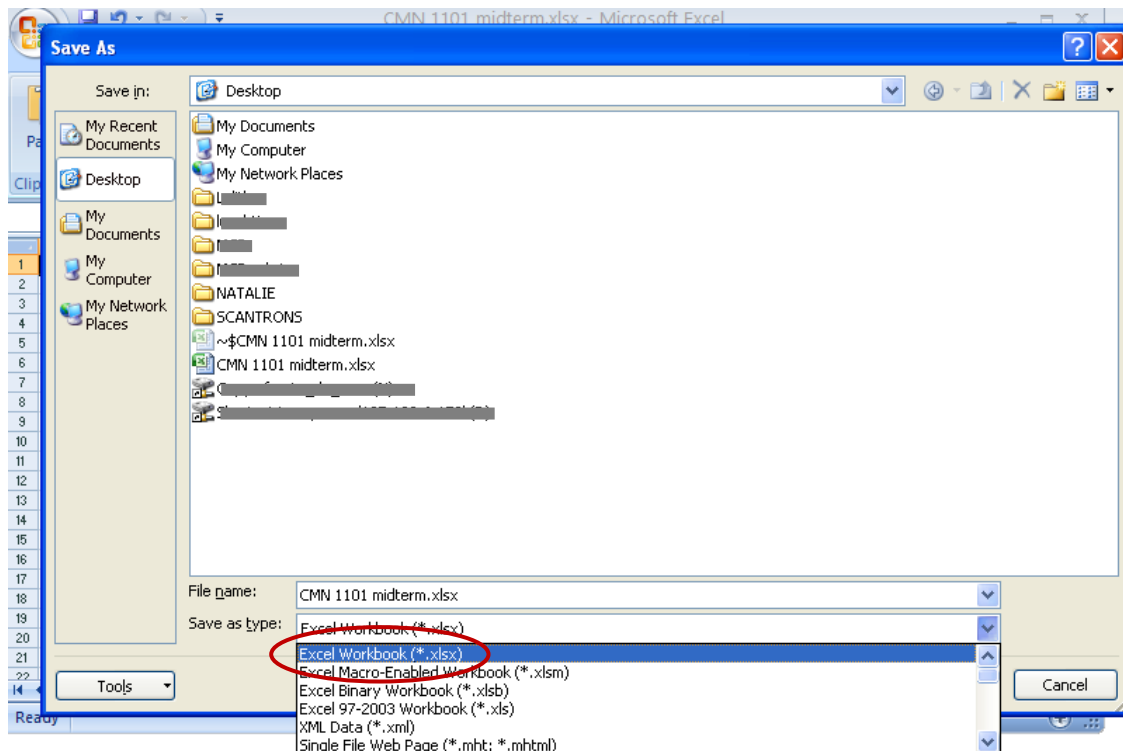 CMN 1101 midterm.xlsx - Microsoft Excel
Save As
Save in:
Desktop
My Recent
Documents
Desktop
My
Documents
My
Computer
My Network
Places
My Documents
My Computer
My Network Places
NATALIE
SCANTRONS
~$CMN 1101 midterm.xlsx
CMN 1101 midterm.xlsx
Clip
1
2
3
4
5
6
7
8
9
10
11
12
13
14
15
16
17
18
19
20
21
22
File name:
CMN 1101 midterm.xlsx
Save as type:
Excel Workbook (*.xlsx)
Excel Workbook (*.xlsx)
Excel Macro-Enabled Workbook (*.xlsm)
Excel Binary Workbook (*.xlsb)
Excel 97-2003 Workbook (*.xls)
XML Data (*.xml)
Single File Web Page (*.mht; *.mhtml)
Tools
Cancel
Ready